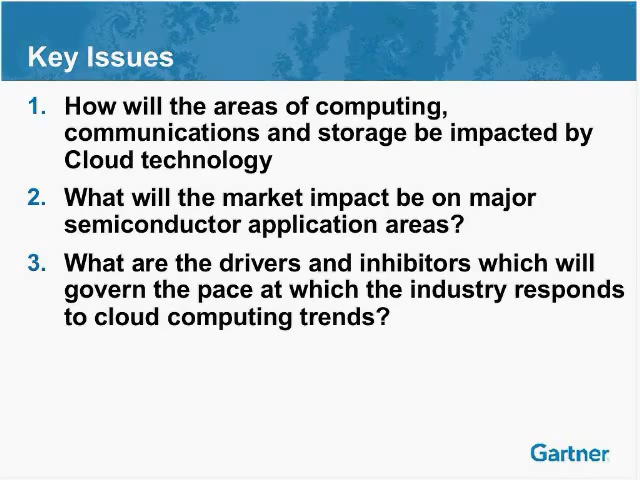 Key Issues
1. How will the areas of computing,
communications and storage be impacted by
Cloud technology
2. What will the market impact be on major
semiconductor application areas?
3. What are the drivers and inhibitors which will
govern the pace at which the industry responds
to cloud computing trends?
Gartner